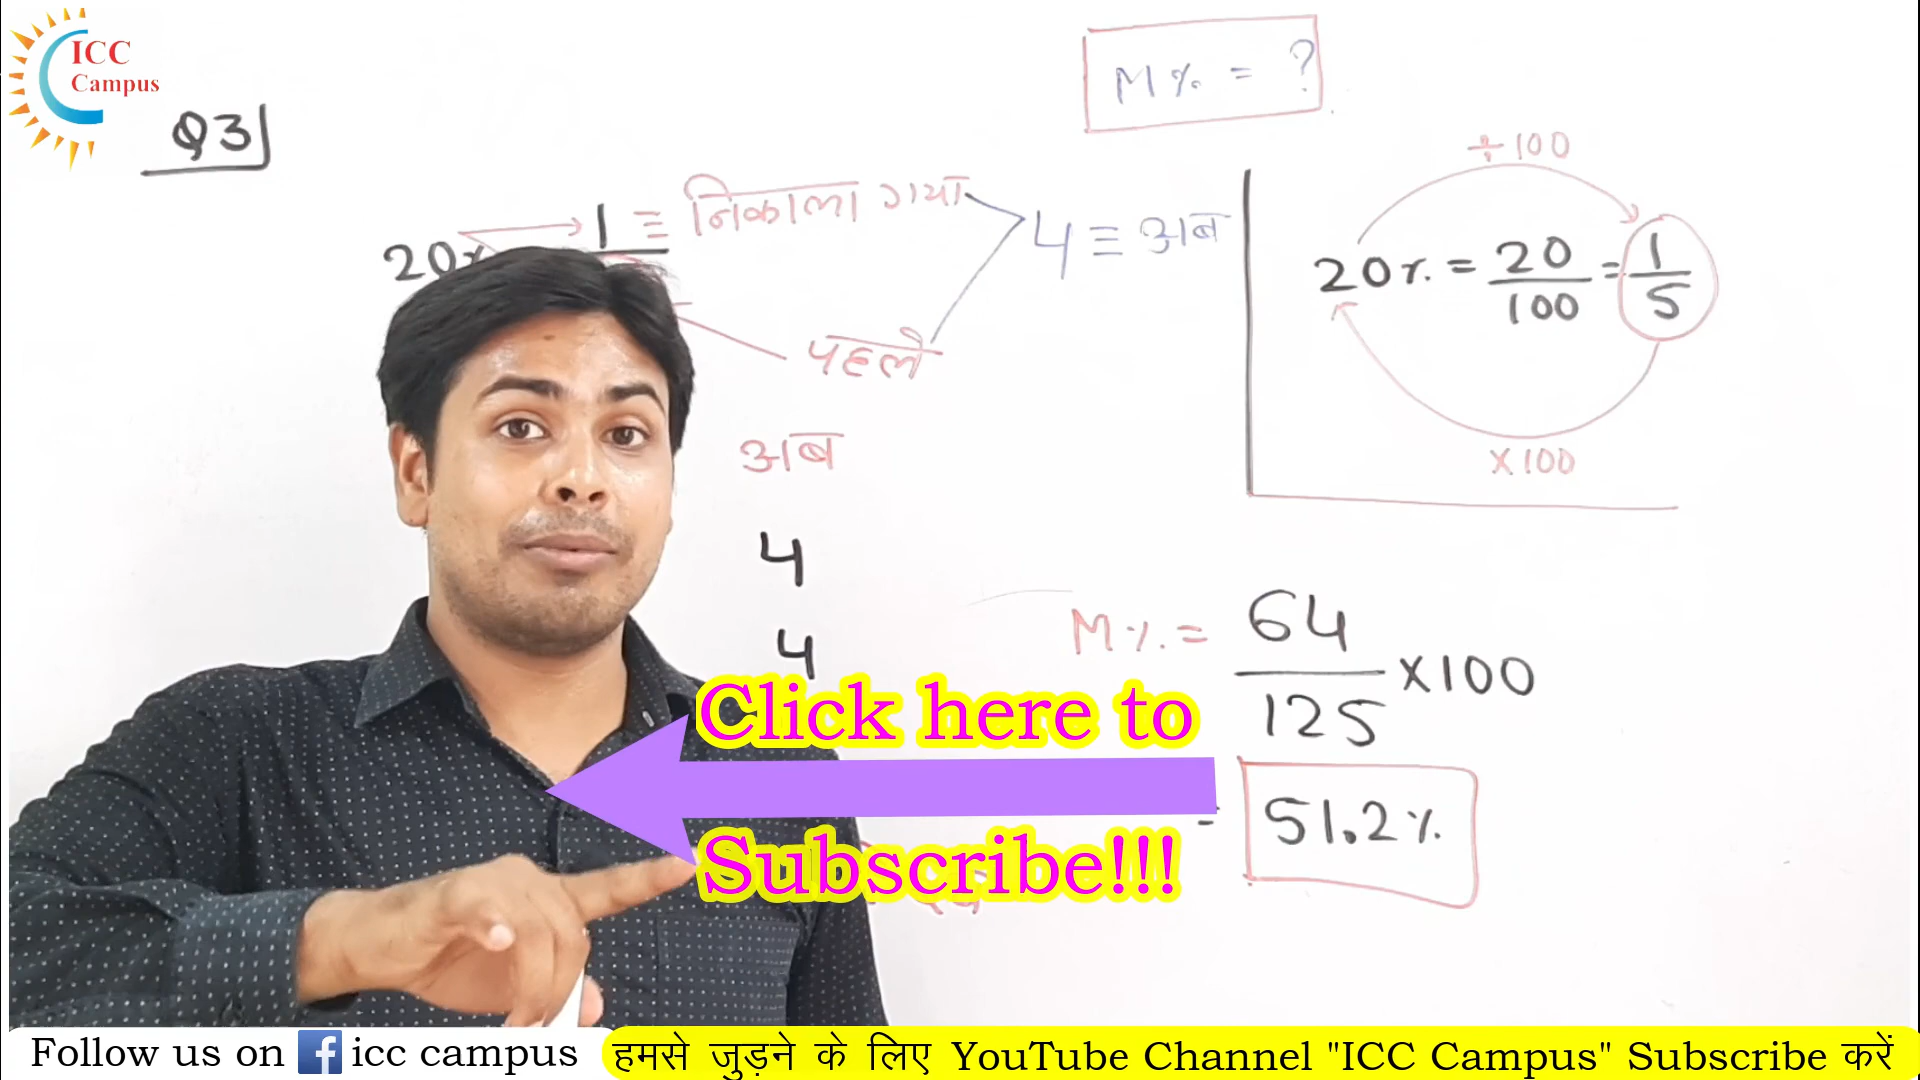 ICC
Campus
Q3
M% = ?
20% 1 ≡ निकाला गया
4 ≡ अब
पहले
÷100
20% = 20/100 = 1/5
×100
अब
4
4
M% = 64/125 ×100
= 51.2%
Click here to
Subscribe!!!
Follow us on f icc campus
हमसे जुड़ने के लिए YouTube Channel "ICC Campus" Subscribe करें